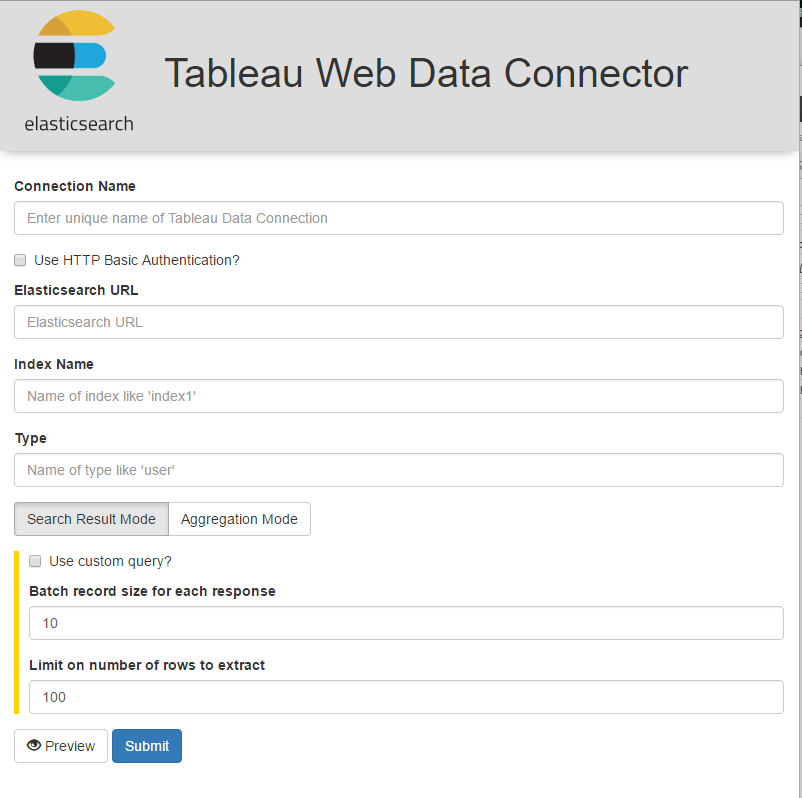 elasticsearch
Tableau Web Data Connector
Connection Name
Enter unique name of Tableau Data Connection
Use HTTP Basic Authentication?
Elasticsearch URL
Elasticsearch URL
Index Name
Name of index like 'index1'
Type
Name of type like 'user'
Search Result Mode Aggregation Mode
Use custom query?
Batch record size for each response
10
Limit on number of rows to extract
100
Preview Submit